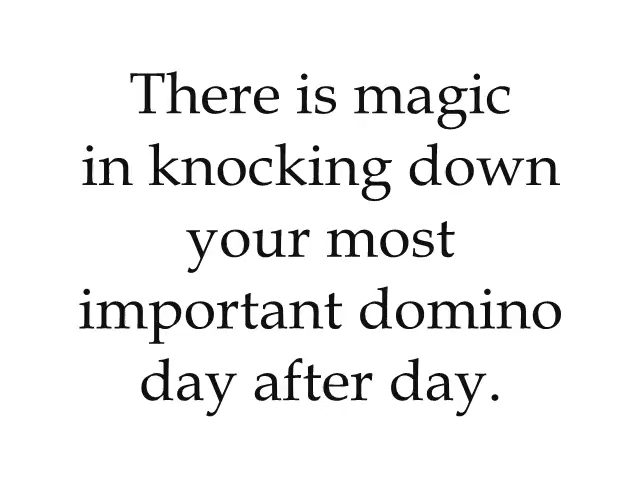 There is magic
in knocking down
your most
important domino
day after day.